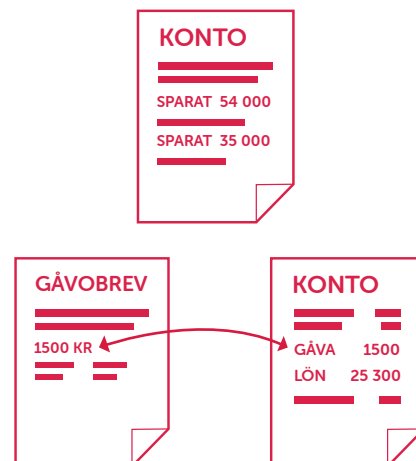 KONTO
SPARAT 54 000
SPARAT 35 000
GÅVOBREV
1500 KR
KONTO
GÅVA 1500
LÖN 25 300